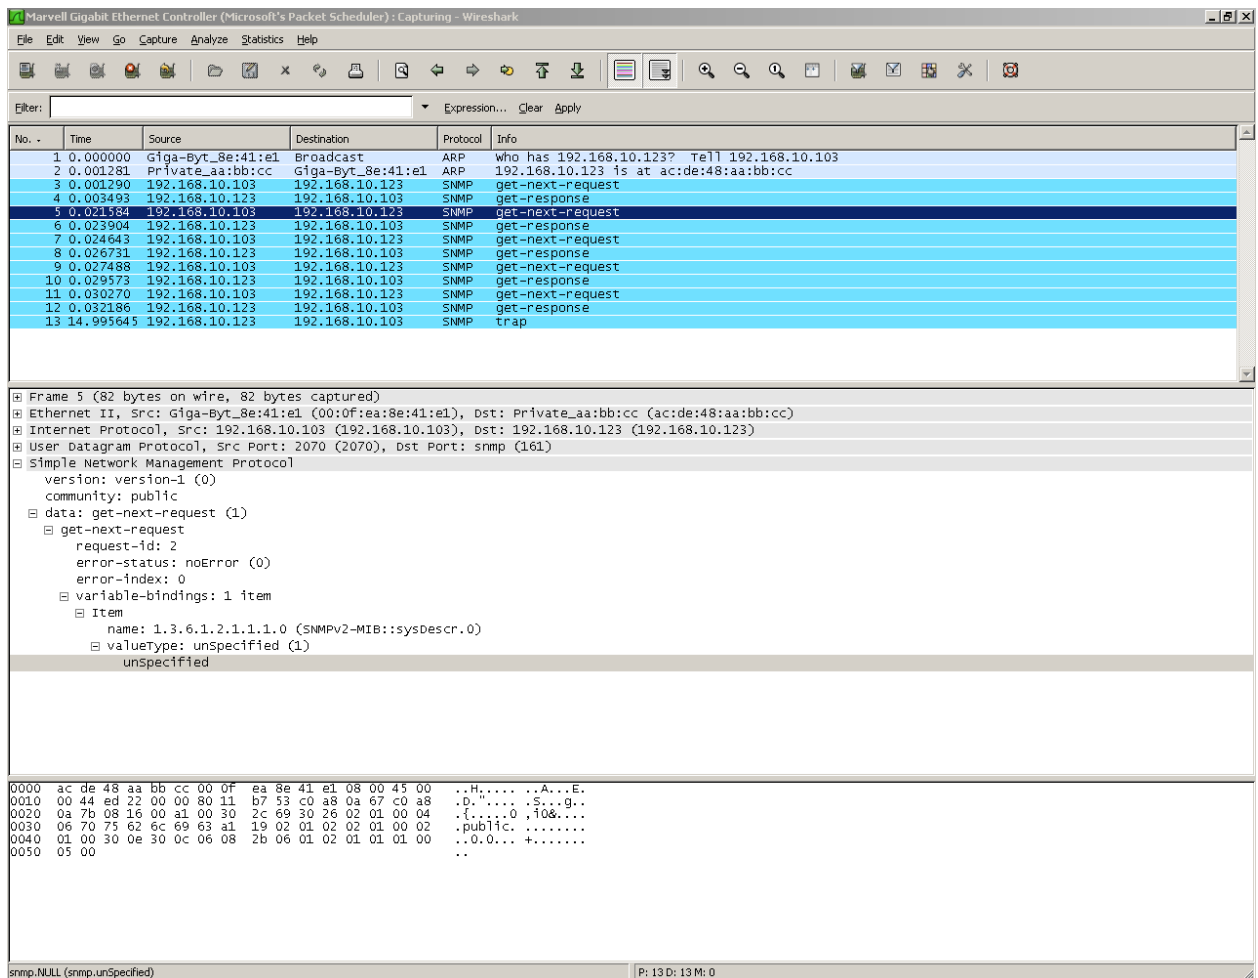 Marvell Gigabit Ethernet Controller (Microsoft's Packet Scheduler) : Capturing - Wireshark
File Edit View Go Capture Analyze Statistics Help
Filter: Expression... Clear Apply
No. - Time Source Destination Protocol Info
1 0.000000 Giga-Byt_8e:41:e1 Broadcast ARP who has 192.168.10.123? Tell 192.168.10.103
2 0.001281 Private_aa:bb:cc Giga-Byt_8e:41:e1 ARP 192.168.10.123 is at ac:de:48:aa:bb:cc
3 0.001290 192.168.10.103 192.168.10.123 SNMP get-next-request
4 0.003493 192.168.10.123 192.168.10.103 SNMP get-response
5 0.021584 192.168.10.103 192.168.10.123 SNMP get-next-request
6 0.023904 192.168.10.123 192.168.10.103 SNMP get-response
7 0.024643 192.168.10.103 192.168.10.123 SNMP get-next-request
8 0.026731 192.168.10.123 192.168.10.103 SNMP get-response
9 0.027488 192.168.10.103 192.168.10.123 SNMP get-next-request
10 0.029573 192.168.10.123 192.168.10.103 SNMP get-response
11 0.030270 192.168.10.103 192.168.10.123 SNMP get-next-request
12 0.032186 192.168.10.123 192.168.10.103 SNMP get-response
13 14.995645 192.168.10.123 192.168.10.103 SNMP trap
Frame 5 (82 bytes on wire, 82 bytes captured)
Ethernet II, Src: Giga-Byt_8e:41:e1 (00:0f:ea:8e:41:e1), Dst: Private_aa:bb:cc (ac:de:48:aa:bb:cc)
Internet Protocol, Src: 192.168.10.103 (192.168.10.103), Dst: 192.168.10.123 (192.168.10.123)
User Datagram Protocol, Src Port: 2070 (2070), Dst Port: snmp (161)
Simple Network Management Protocol
version: version-1 (0)
community: public
data: get-next-request (1)
get-next-request
request-id: 2
error-status: noError (0)
error-index: 0
variable-bindings: 1 item
Item
name: 1.3.6.1.2.1.1.1.0 (SNMPv2-MIB::sysDescr.0)
valueType: unSpecified (1)
unSpecified
0000 ac de 48 aa bb cc 00 0f ea 8e 41 e1 08 00 45 00 ..H..... ..A...E.
0010 00 44 ed 22 00 00 80 11 b7 53 c0 a8 0a 67 c0 a8 .D.".... .S...g..
0020 0a 7b 08 16 00 a1 00 30 2c 69 30 26 02 01 00 04 .{.....0 ,i0&....
0030 06 70 75 62 6c 69 63 a1 19 02 01 02 02 01 00 02 .public. ........
0040 01 00 30 0e 30 0c 06 08 2b 06 01 02 01 01 01 00 ..0.0... +.......
0050 05 00 ..
snmp.NULL (snmp.unSpecified) P: 13 D: 13 M: 0